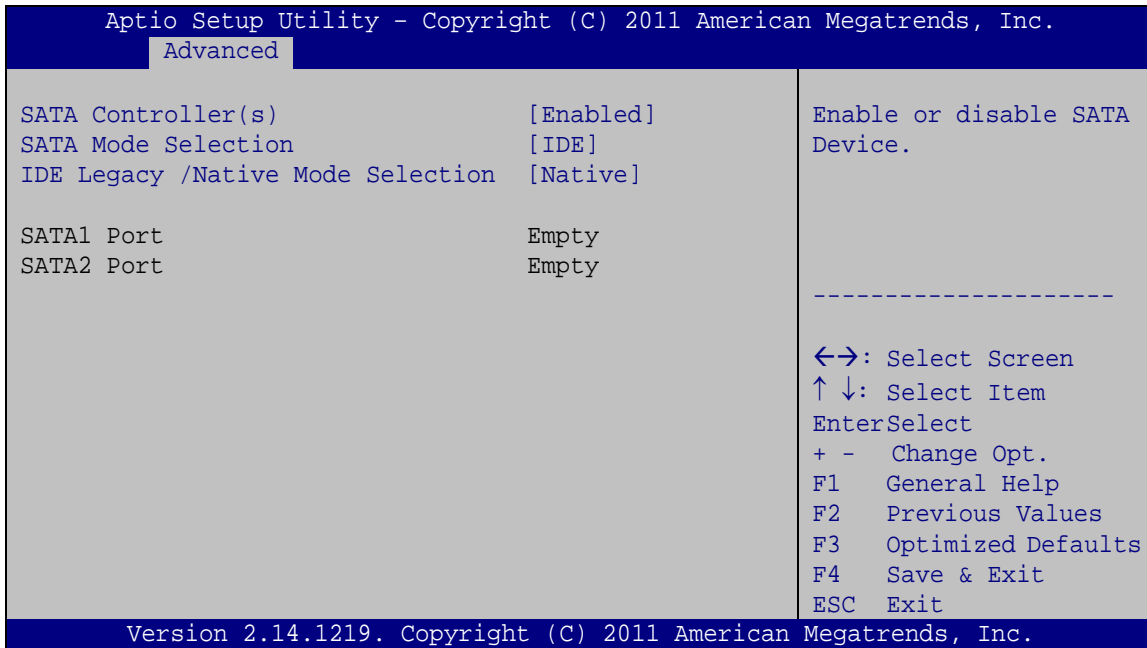 Aptio Setup Utility – Copyright (C) 2011 American Megatrends, Inc.
Advanced
SATA Controller(s) [Enabled]
SATA Mode Selection [IDE]
IDE Legacy /Native Mode Selection [Native]
SATA1 Port Empty
SATA2 Port Empty
Enable or disable SATA
Device.
---------------------
←→: Select Screen
↑ ↓: Select Item
EnterSelect
+ - Change Opt.
F1 General Help
F2 Previous Values
F3 Optimized Defaults
F4 Save & Exit
ESC Exit
Version 2.14.1219. Copyright (C) 2011 American Megatrends, Inc.